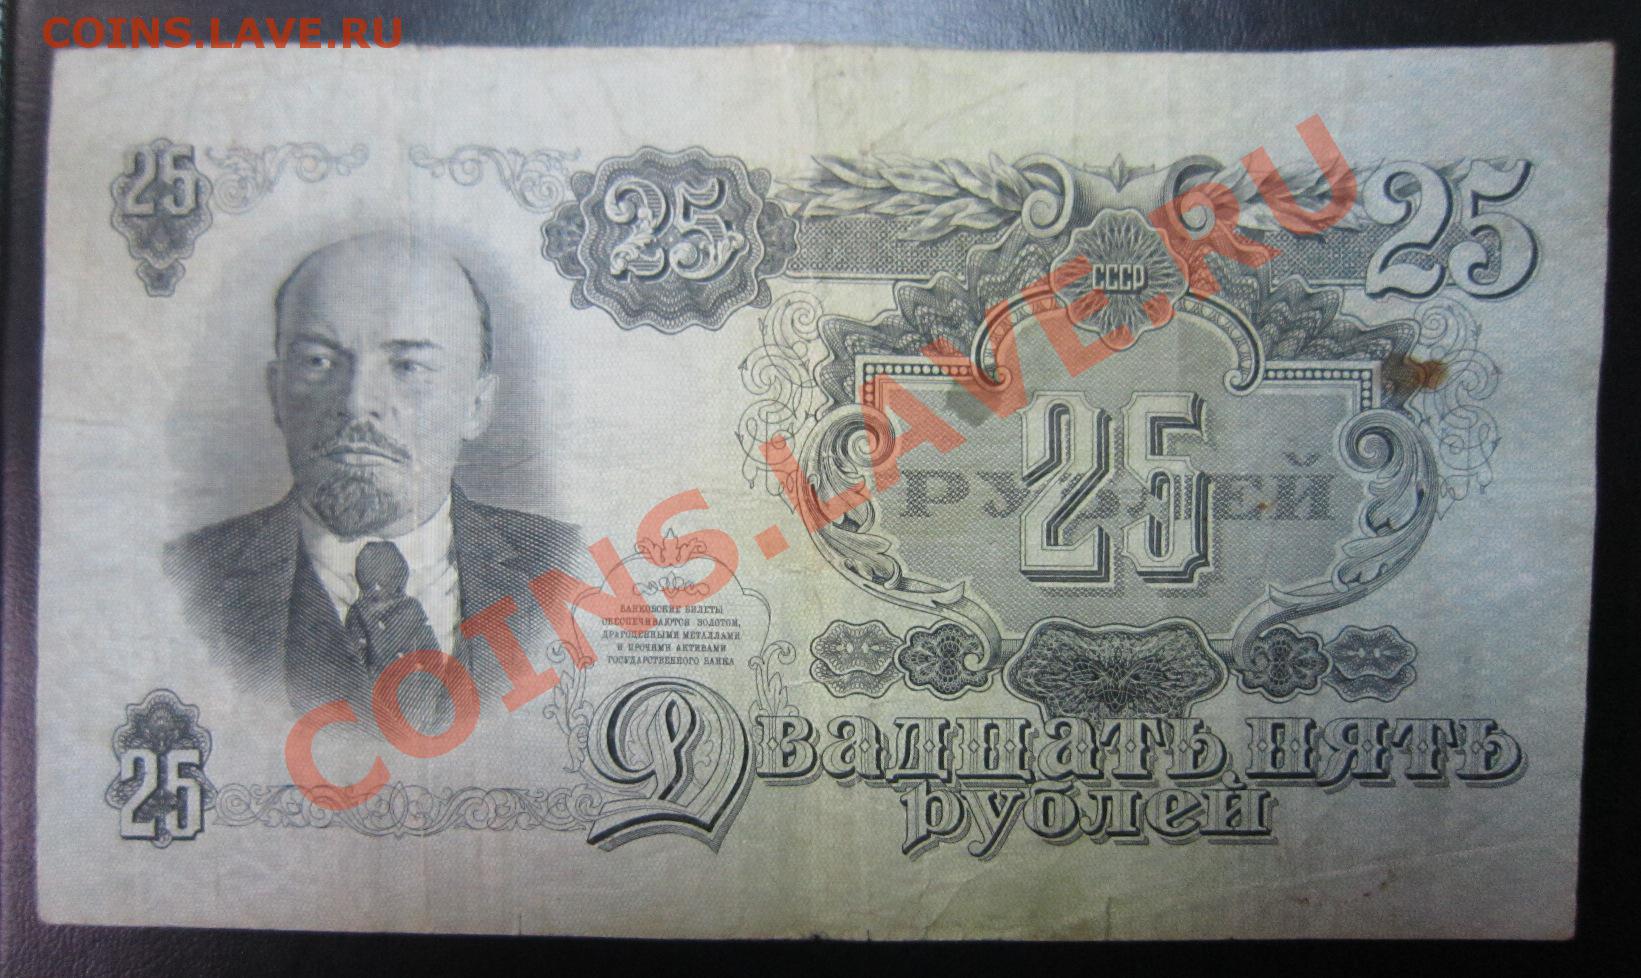 COINS.LAVE.RU
25
25
25
СССР
25
РУБЛЕЙ
COINS.LAVE.RU
БАНКОВСКИЕ БИЛЕТЫ
ОБЕСПЕЧИВАЮТСЯ ЗОЛОТОМ,
ДРАГОЦЕННЫМИ МЕТАЛЛАМИ
И ПРОЧИМИ АКТИВАМИ
ГОСУДАРСТВЕННОГО БАНКА
25
Двадцать пять
рублей